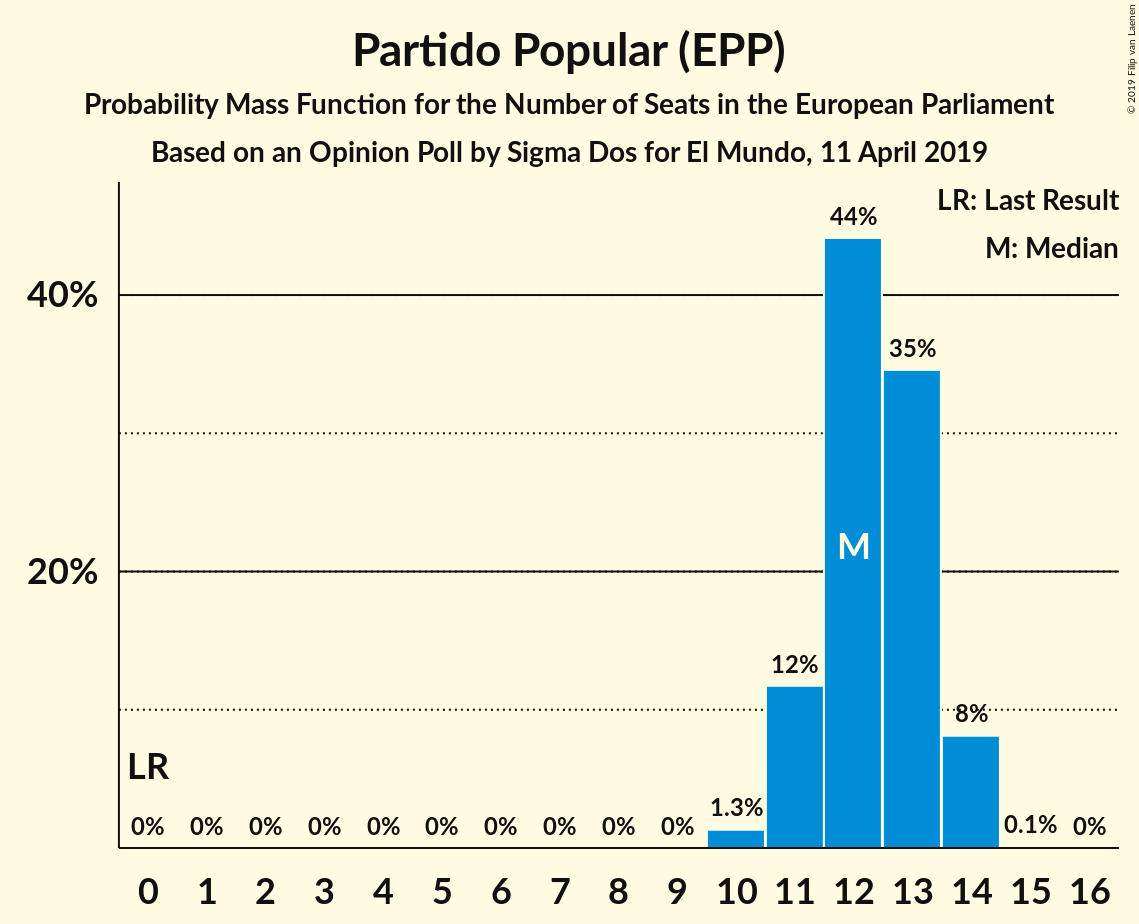 Partido Popular (EPP)
Probability Mass Function for the Number of Seats in the European Parliament
Based on an Opinion Poll by Sigma Dos for El Mundo, 11 April 2019
© 2019 Filip van Laenen
LR: Last Result
M: Median
40%
20%
44%
35%
M
12%
8%
LR
1.3%
0% 0% 0% 0% 0% 0% 0% 0% 0% 0% 0.1% 0%
0 1 2 3 4 5 6 7 8 9 10 11 12 13 14 15 16